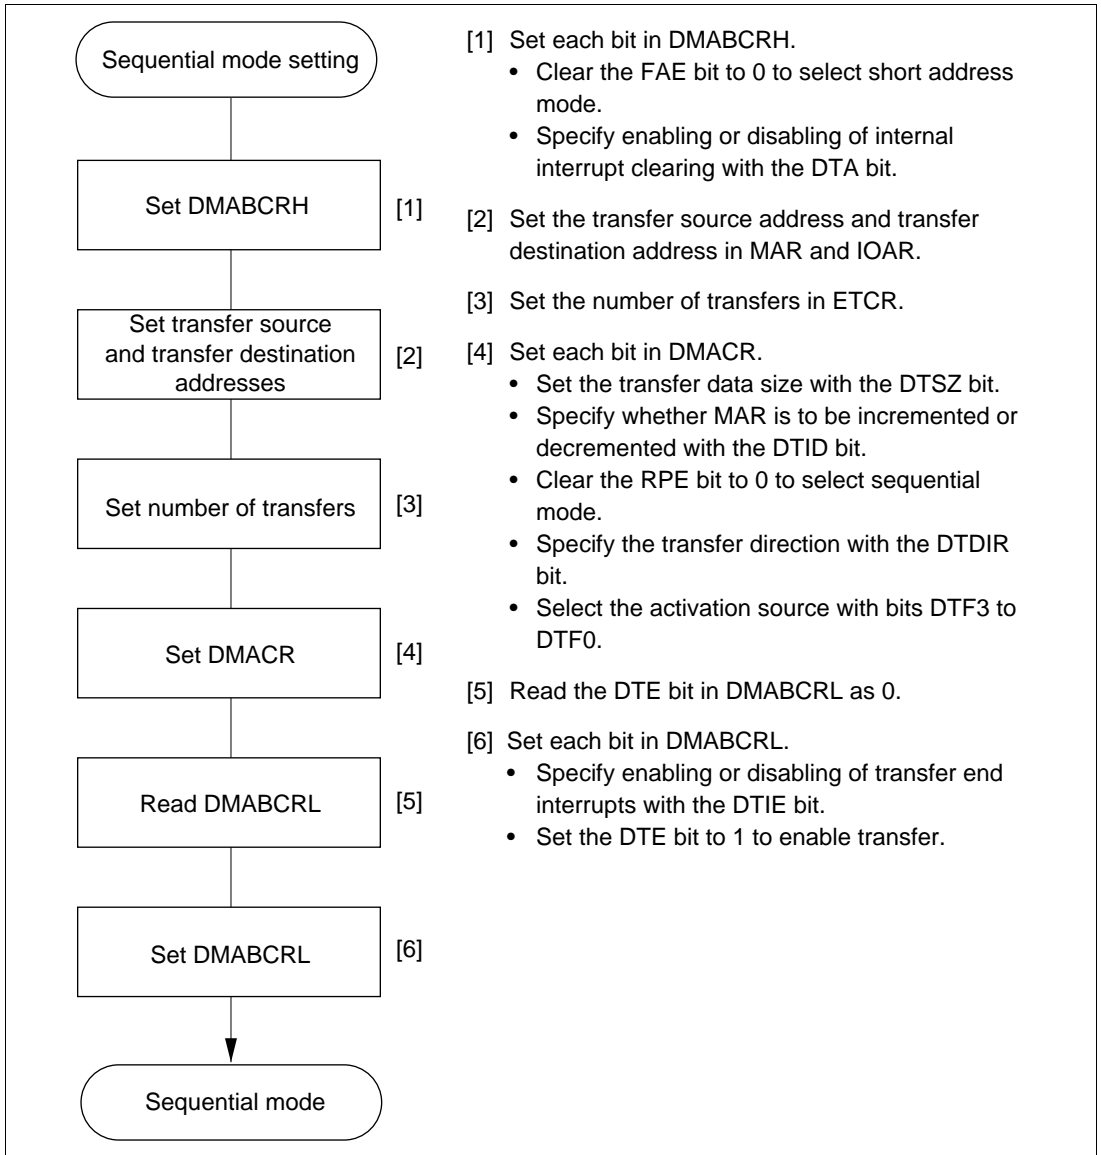 Sequential mode setting
Set DMABCRH
[1]
Set transfer source
and transfer destination
addresses
[2]
Set number of transfers
[3]
Set DMACR
[4]
Read DMABCRL
[5]
Set DMABCRL
[6]
Sequential mode
[1] Set each bit in DMABCRH.
• Clear the FAE bit to 0 to select short address
mode.
• Specify enabling or disabling of internal
interrupt clearing with the DTA bit.
[2] Set the transfer source address and transfer
destination address in MAR and IOAR.
[3] Set the number of transfers in ETCR.
[4] Set each bit in DMACR.
• Set the transfer data size with the DTSZ bit.
• Specify whether MAR is to be incremented or
decremented with the DTID bit.
• Clear the RPE bit to 0 to select sequential
mode.
• Specify the transfer direction with the DTDIR
bit.
• Select the activation source with bits DTF3 to
DTF0.
[5] Read the DTE bit in DMABCRL as 0.
[6] Set each bit in DMABCRL.
• Specify enabling or disabling of transfer end
interrupts with the DTIE bit.
• Set the DTE bit to 1 to enable transfer.